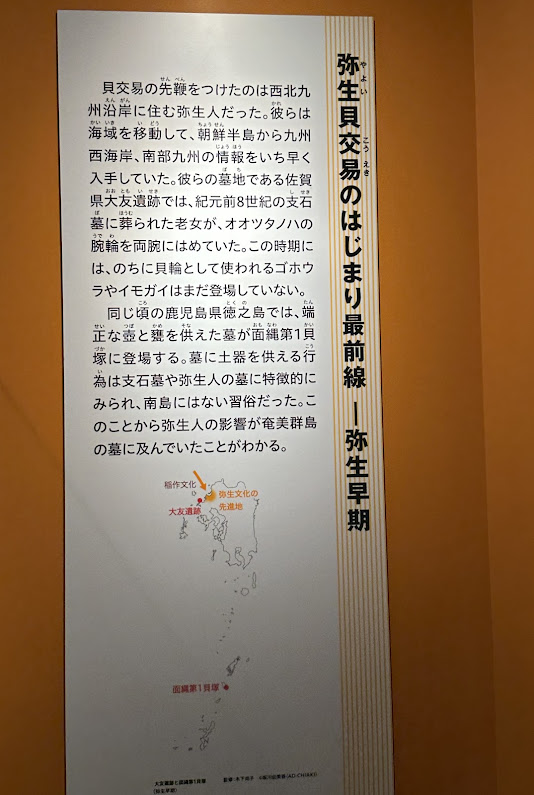 弥生貝交易のはじまり最前線 ―弥生早期
貝交易の先鞭をつけたのは西北九
州沿岸に住む弥生人だった。彼らは
海域を移動して、朝鮮半島から九州
西海岸、南部九州の情報をいち早く
入手していた。彼らの墓地である佐賀
県大友遺跡では、紀元前8世紀の支石
墓に葬られた老女が、オオツタノハの
腕輪を両腕にはめていた。この時期に
は、のちに貝輪として使われるゴホウ
ラやイモガイはまだ登場していない。
同じ頃の鹿児島県徳之島では、端
正な壺と甕を供えた墓が面縄第1貝
塚に登場する。墓に土器を供える行
為は支石墓や弥生人の墓に特徴的に
みられ、南島にはない習俗だった。こ
のことから弥生人の影響が奄美群島
の墓に及んでいたことがわかる。
稲作文化
弥生文化の
先進地
大友遺跡
面縄第1貝塚
大友遺跡と面縄第1貝塚
（弥生早期）